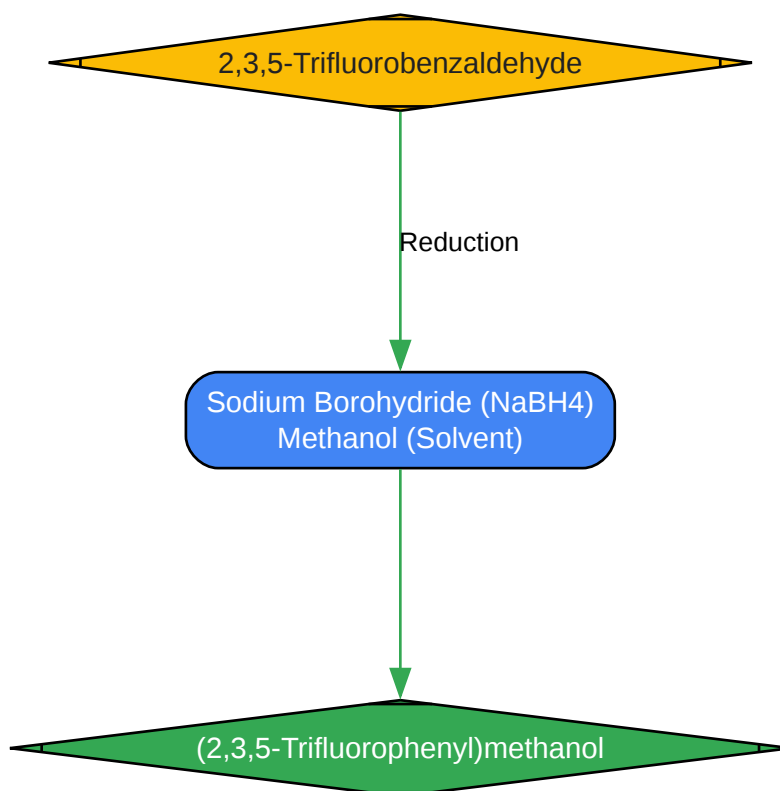 2,3,5-Trifluorobenzaldehyde
Reduction
Sodium Borohydride (NaBH4)
Methanol (Solvent)
(2,3,5-Trifluorophenyl)methanol